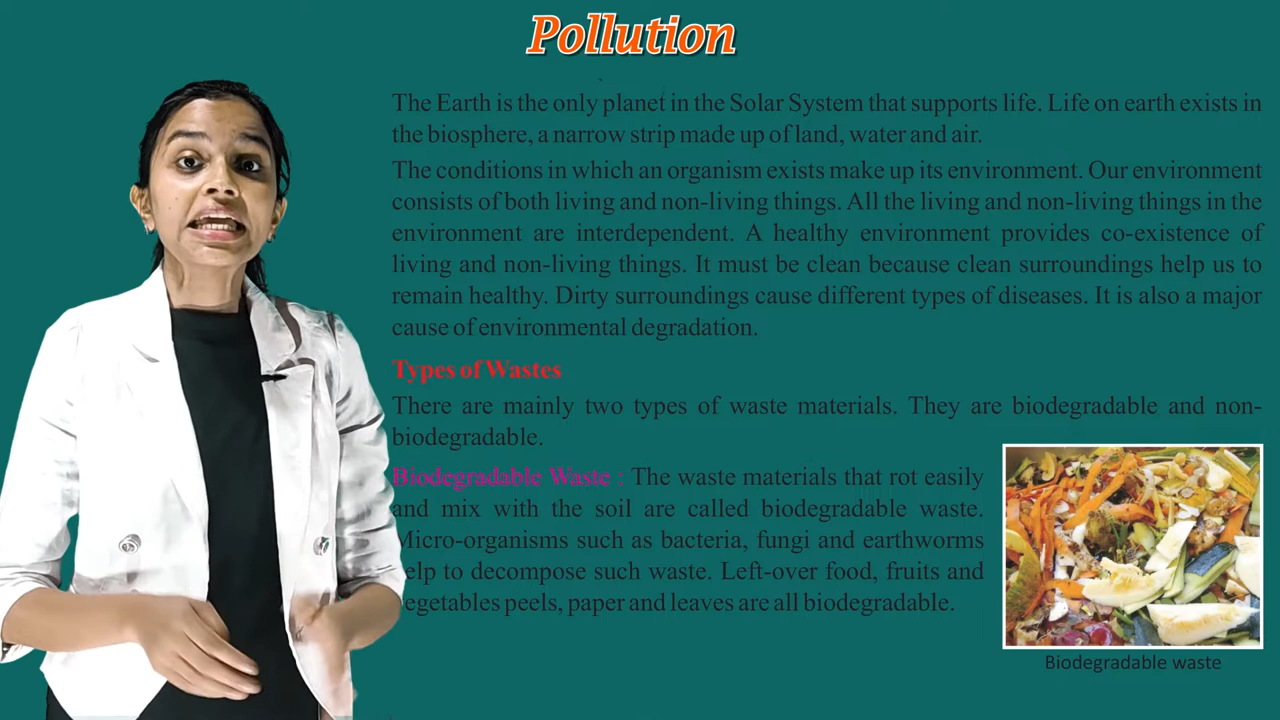 Pollution
The Earth is the only planet in the Solar System that supports life. Life on earth exists in
the biosphere, a narrow strip made up of land, water and air.
The conditions in which an organism exists make up its environment. Our environment
consists of both living and non-living things. All the living and non-living things in the
environment are interdependent. A healthy environment provides co-existence of
living and non-living things. It must be clean because clean surroundings help us to
remain healthy. Dirty surroundings cause different types of diseases. It is also a major
cause of environmental degradation.
Types of Wastes
There are mainly two types of waste materials. They are biodegradable and non-
biodegradable.
Biodegradable Waste : The waste materials that rot easily
and mix with the soil are called biodegradable waste.
Micro-organisms such as bacteria, fungi and earthworms
help to decompose such waste. Left-over food, fruits and
vegetables peels, paper and leaves are all biodegradable.
Biodegradable waste